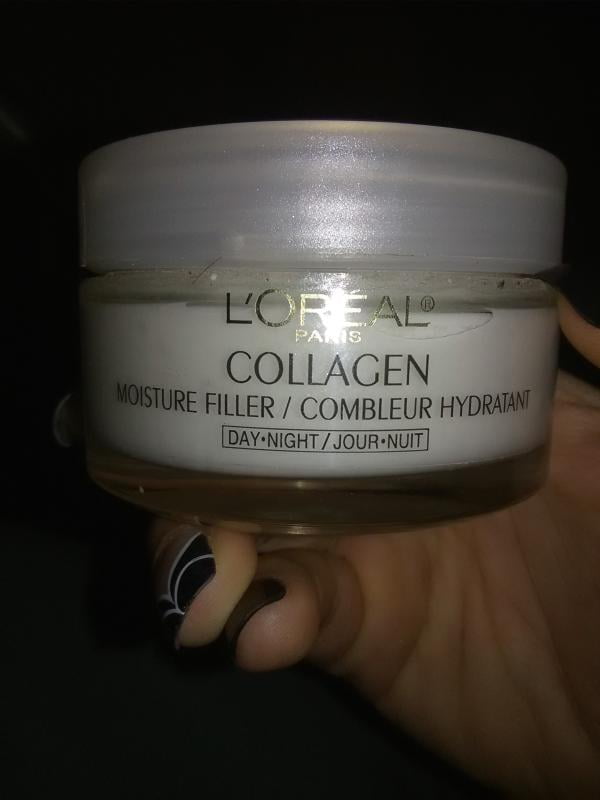 L'ORÉAL®
PARIS
COLLAGEN
MOISTURE FILLER / COMBLEUR HYDRATANT
DAY•NIGHT/JOUR•NUIT